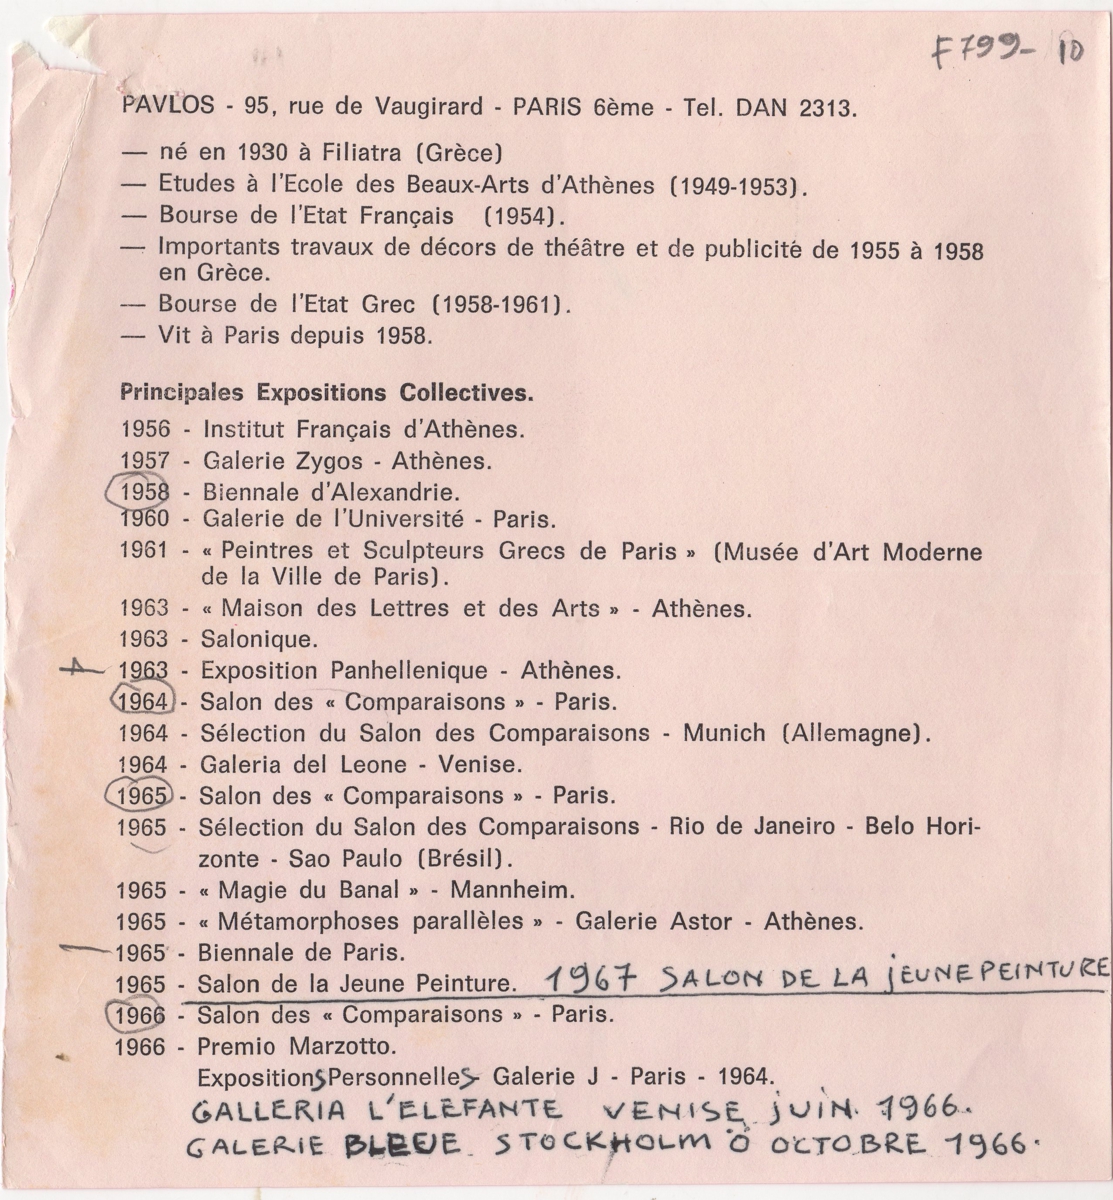 F799- 10
PAVLOS - 95, rue de Vaugirard - PARIS 6ème - Tel. DAN 2313.
— né en 1930 à Filiatra (Grèce)
— Etudes à l'Ecole des Beaux-Arts d'Athènes (1949-1953).
— Bourse de l'Etat Français (1954).
— Importants travaux de décors de théâtre et de publicité de 1955 à 1958
en Grèce.
— Bourse de l'Etat Grec (1958-1961).
— Vit à Paris depuis 1958.
Principales Expositions Collectives.
1956 - Institut Français d'Athènes.
1957 - Galerie Zygos - Athènes.
1958 - Biennale d'Alexandrie.
1960 - Galerie de l'Université - Paris.
1961 - « Peintres et Sculpteurs Grecs de Paris » (Musée d'Art Moderne
de la Ville de Paris).
1963 - « Maison des Lettres et des Arts » - Athènes.
1963 - Salonique.
1963 - Exposition Panhellenique - Athènes.
1964 - Salon des « Comparaisons » - Paris.
1964 - Sélection du Salon des Comparaisons - Munich (Allemagne).
1964 - Galeria del Leone - Venise.
1965 - Salon des « Comparaisons » - Paris.
1965 - Sélection du Salon des Comparaisons - Rio de Janeiro - Belo Hori-
zonte - Sao Paulo (Brésil).
1965 - « Magie du Banal » - Mannheim.
1965 - « Métamorphoses parallèles » - Galerie Astor - Athènes.
1965 - Biennale de Paris.
1965 - Salon de la Jeune Peinture. 1967 SALON DE LA JEUNE PEINTURE
1966 - Salon des « Comparaisons » - Paris.
1966 - Premio Marzotto.
ExpositionS PersonnelleS Galerie J - Paris - 1964.
GALLERIA L'ELEFANTE VENISE juin. 1966.
GALERIE BLEUE. STOCKHOLM Ö OCTOBRE 1966.